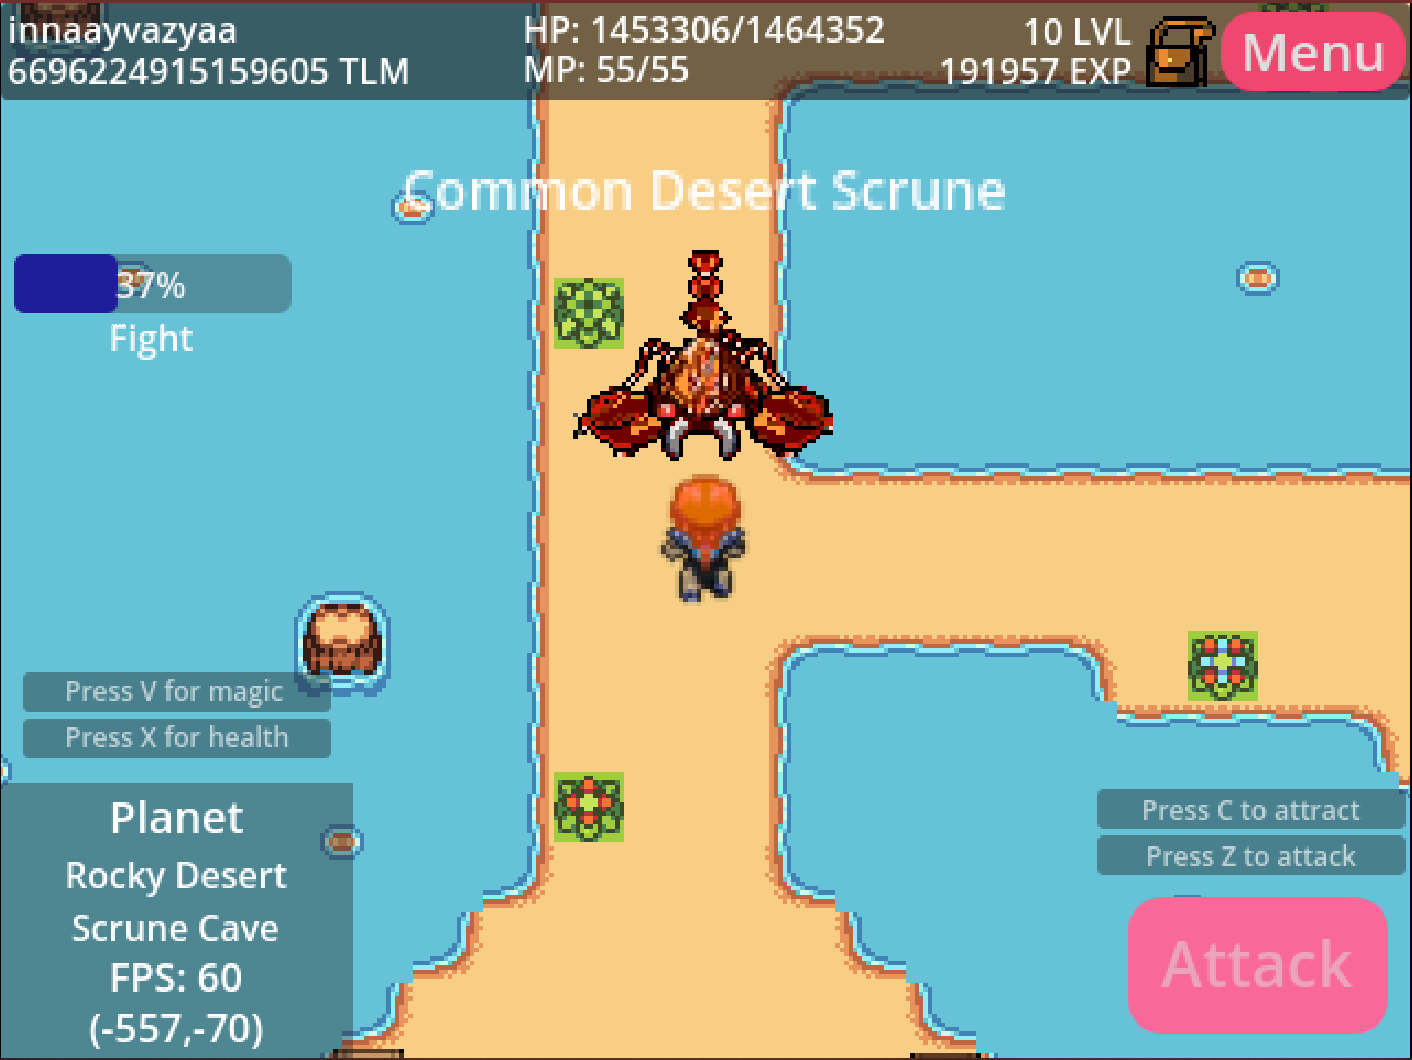 innaayvazyaa
6696224915159605 TLM
HP: 1453306/1464352
MP: 55/55
10 LVL
191957 EXP
Menu
Common Desert Scrune
37%
Fight
Press V for magic
Press X for health
Planet
Rocky Desert
Scrune Cave
FPS: 60
(-557,-70)
Press C to attract
Press Z to attack
Attack